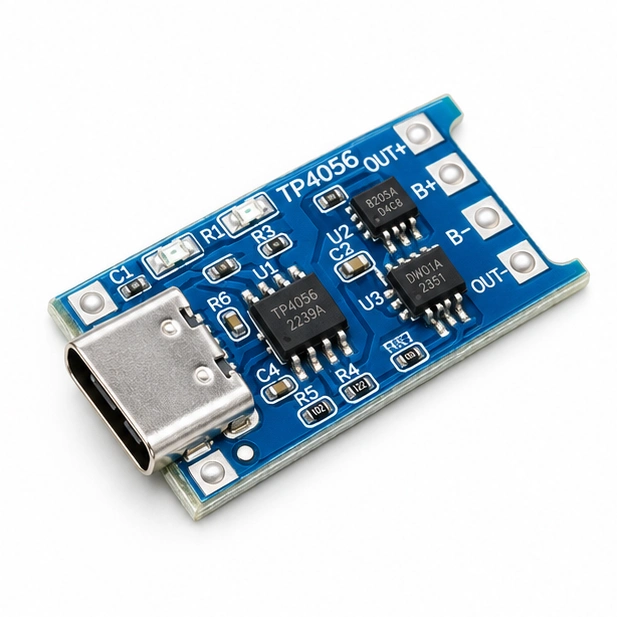 TP4056
OUT+
B+
B-
OUT-
8205A
D4C8
U2
C2
DW01A
2351
U3
R1
R3
C1
U1
R6
TP4056
2239A
C4
R5
102
R4
122